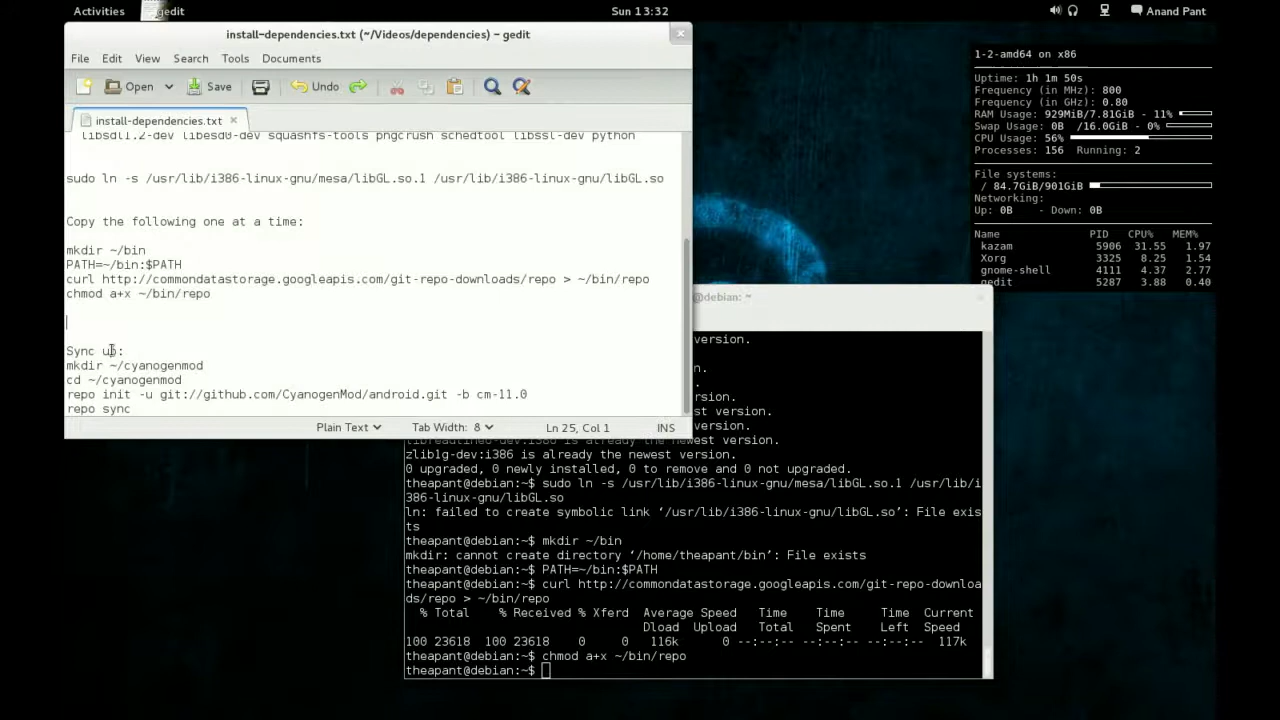 Activities
gedit
Sun 13:32
Anand Pant
install-dependencies.txt (~/Videos/dependencies) - gedit
File Edit View Search Tools Documents
Open Save Undo
install-dependencies.txt
libsdl1.2-dev libesd0-dev squashfs-tools pngcrush schedtool libssl-dev python
sudo ln -s /usr/lib/i386-linux-gnu/mesa/libGL.so.1 /usr/lib/i386-linux-gnu/libGL.so
Copy the following one at a time:
mkdir ~/bin
PATH=~/bin:$PATH
curl http://commondatastorage.googleapis.com/git-repo-downloads/repo > ~/bin/repo
chmod a+x ~/bin/repo
Sync up:
mkdir ~/cyanogenmod
cd ~/cyanogenmod
repo init -u git://github.com/CyanogenMod/android.git -b cm-11.0
repo sync
Plain Text Tab Width: 8 Ln 25, Col 1 INS
1-2-amd64 on x86
Uptime: 1h 1m 50s
Frequency (in MHz): 800
Frequency (in GHz): 0.80
RAM Usage: 929MiB/7.81GiB - 11%
Swap Usage: 0B /16.0GiB - 0%
CPU Usage: 56%
Processes: 156 Running: 2
File systems:
/ 84.7GiB/901GiB
Networking:
Up: 0B - Down: 0B
Name PID CPU% MEM%
kazam 5906 31.55 1.97
Xorg 3325 8.25 1.54
gnome-shell 4111 4.37 2.77
gedit 5287 3.88 0.40
@debian: ~
version.
n.
rsion.
st version.
rsion.
west version.
zlib1g-dev:i386 is already the newest version.
0 upgraded, 0 newly installed, 0 to remove and 0 not upgraded.
theapant@debian:~$ sudo ln -s /usr/lib/i386-linux-gnu/mesa/libGL.so.1 /usr/lib/i
386-linux-gnu/libGL.so
ln: failed to create symbolic link ‘/usr/lib/i386-linux-gnu/libGL.so’: File exis
ts
theapant@debian:~$ mkdir ~/bin
mkdir: cannot create directory ‘/home/theapant/bin’: File exists
theapant@debian:~$ PATH=~/bin:$PATH
theapant@debian:~$ curl http://commondatastorage.googleapis.com/git-repo-downloa
ds/repo > ~/bin/repo
% Total % Received % Xferd Average Speed Time Time Time Current
Dload Upload Total Spent Left Speed
100 23618 100 23618 0 0 116k 0 --:--:-- --:--:-- --:--:-- 117k
theapant@debian:~$ chmod a+x ~/bin/repo
theapant@debian:~$